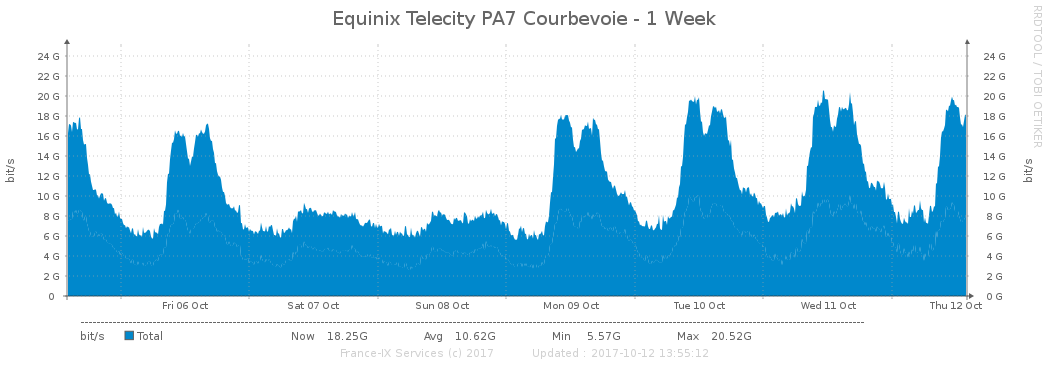 Equinix Telecity PA7 Courbevoie - 1 Week
RRDTOOL / TOBI OETIKER
bit/s
24 G 24 G
22 G 22 G
20 G 20 G
18 G 18 G
16 G 16 G
14 G 14 G
12 G 12 G
10 G 10 G
8 G 8 G
6 G 6 G
4 G 4 G
2 G 2 G
0 0 G
bit/s
Fri 06 Oct Sat 07 Oct Sun 08 Oct Mon 09 Oct Tue 10 Oct Wed 11 Oct Thu 12 Oct
bit/s Total Now 18.25G Avg 10.62G Min 5.57G Max 20.52G
France-IX Services (c) 2017 Updated : 2017-10-12 13:55:12